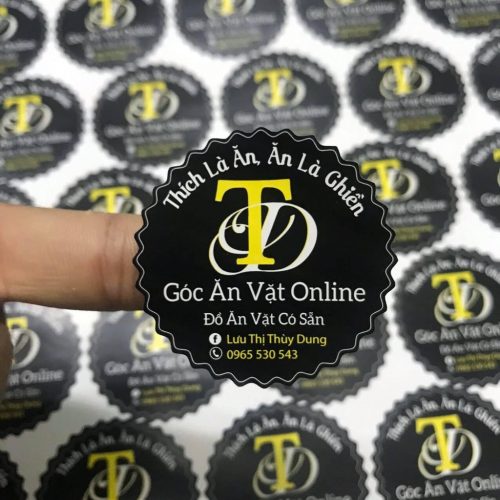 Thích Là Ăn, Ăn Là Ghiền
TD
Góc Ăn Vặt Online
Đồ Ăn Vặt Có Sẵn
Lưu Thị Thùy Dung
0965 530 543